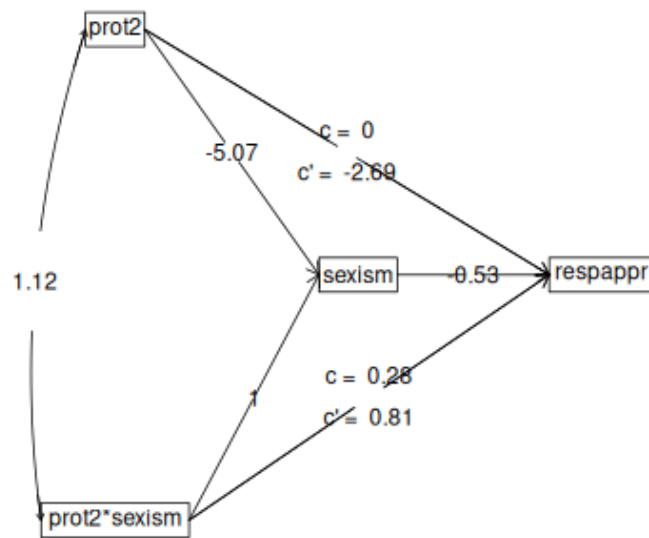 prot2
c = 0
-5.07
c' = -2.69
1.12
sexism
-0.53
respappr
c = 0.28
1
c' = 0.81
prot2*sexism